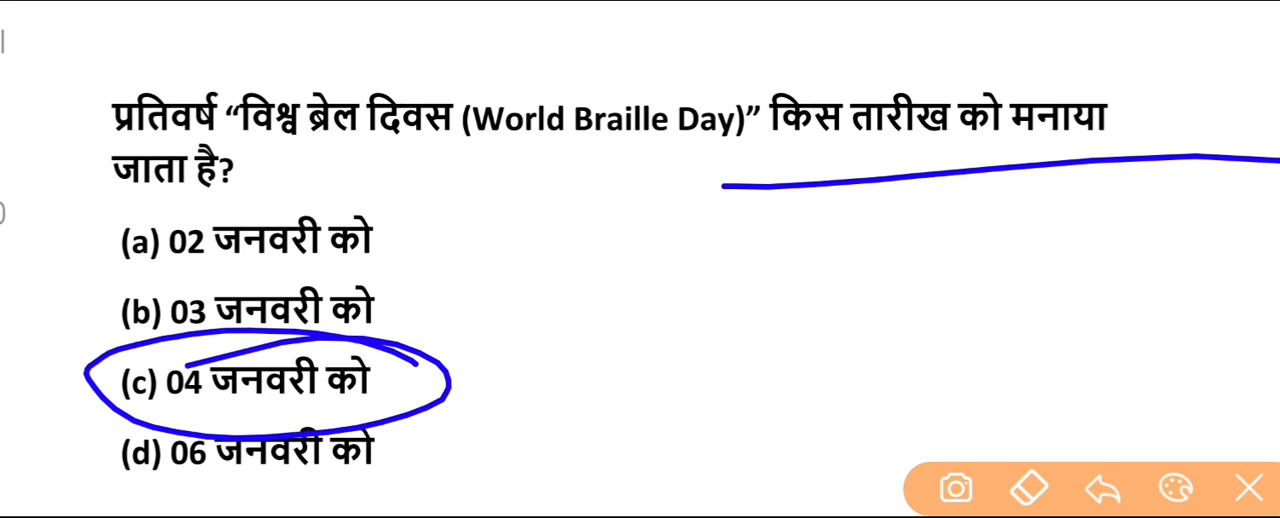 प्रतिवर्ष “विश्व ब्रेल दिवस (World Braille Day)” किस तारीख को मनाया
जाता है?
(a) 02 जनवरी को
(b) 03 जनवरी को
(c) 04 जनवरी को
(d) 06 जनवरी को